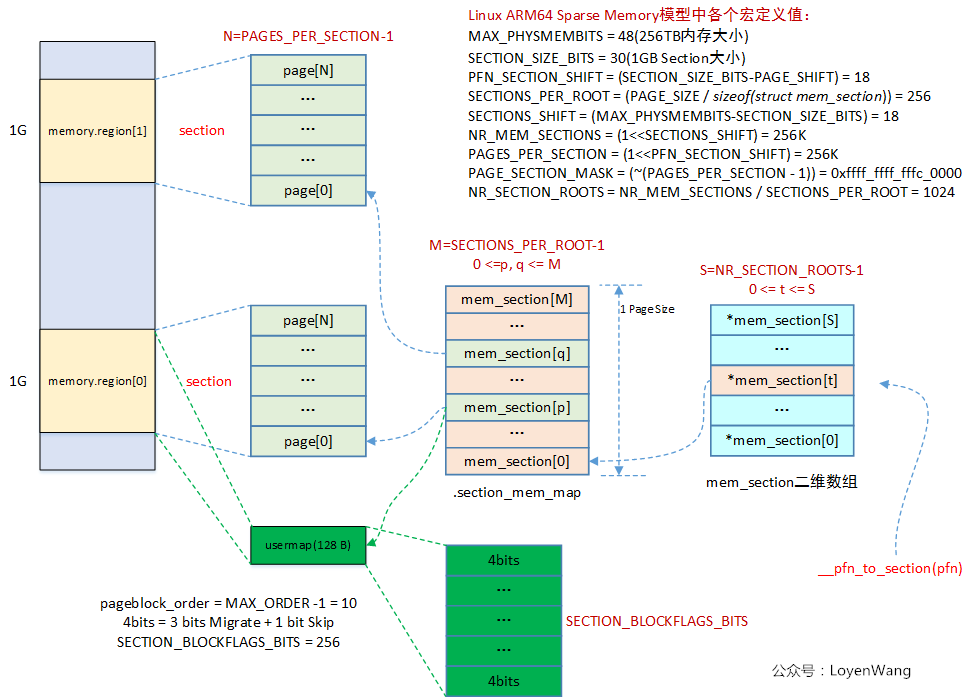 Linux ARM64 Sparse Memory模型中各个宏定义值：
MAX_PHYSMEMBITS = 48(256TB内存大小)
SECTION_SIZE_BITS = 30(1GB Section大小)
PFN_SECTION_SHIFT = (SECTION_SIZE_BITS-PAGE_SHIFT) = 18
SECTIONS_PER_ROOT = (PAGE_SIZE / sizeof(struct mem_section)) = 256
SECTIONS_SHIFT = (MAX_PHYSMEMBITS-SECTION_SIZE_BITS) = 18
NR_MEM_SECTIONS = (1<<SECTIONS_SHIFT) = 256K
PAGES_PER_SECTION = (1<<PFN_SECTION_SHIFT) = 256K
PAGE_SECTION_MASK = (~(PAGES_PER_SECTION - 1)) = 0xffff_ffff_fffc_0000
NR_SECTION_ROOTS = NR_MEM_SECTIONS / SECTIONS_PER_ROOT = 1024
N=PAGES_PER_SECTION-1
1G
memory.region[1]
section
page[N]
...
...
...
page[0]
1G
memory.region[0]
section
page[N]
...
...
...
page[0]
M=SECTIONS_PER_ROOT-1
0 <=p, q <= M
mem_section[M]
...
mem_section[q]
...
mem_section[p]
...
mem_section[0]
.section_mem_map
1 Page Size
S=NR_SECTION_ROOTS-1
0 <= t <= S
*mem_section[S]
...
*mem_section[t]
...
*mem_section[0]
mem_section二维数组
__pfn_to_section(pfn)
usermap(128 B)
pageblock_order = MAX_ORDER -1 = 10
4bits = 3 bits Migrate + 1 bit Skip
SECTION_BLOCKFLAGS_BITS = 256
4bits
...
...
...
4bits
SECTION_BLOCKFLAGS_BITS
公众号：LoyenWang